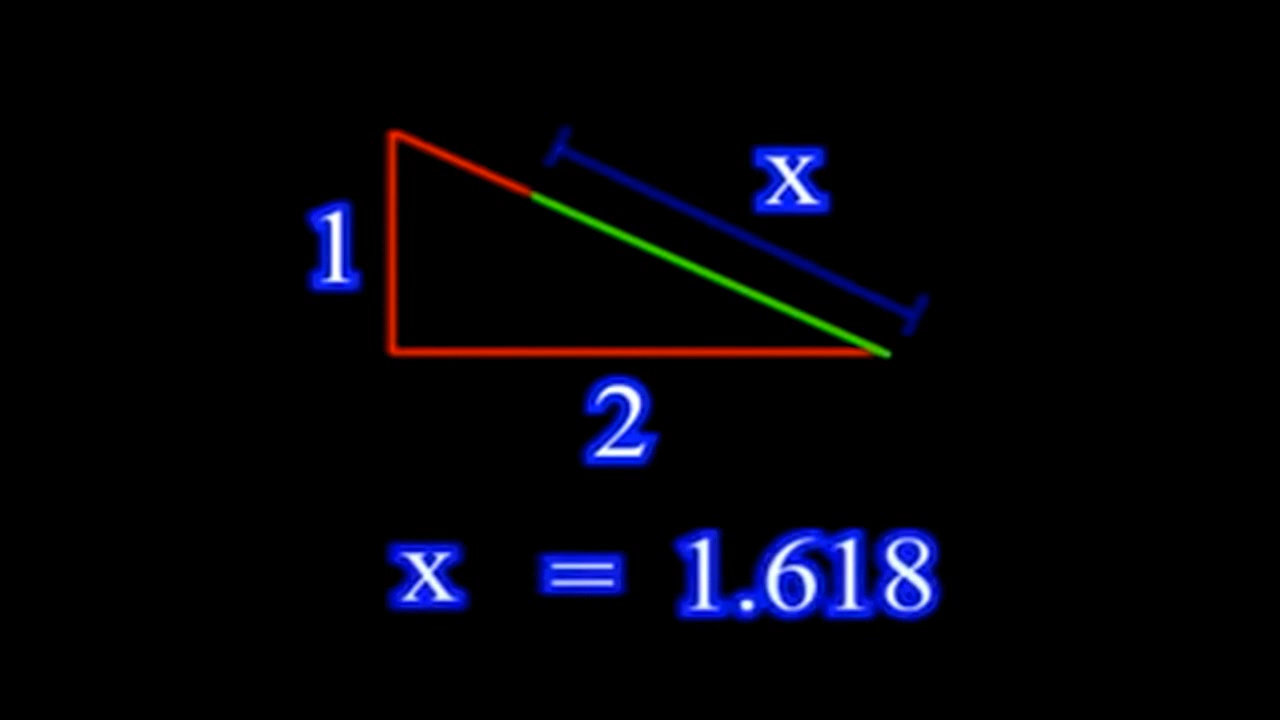 x
1
2
x = 1.618